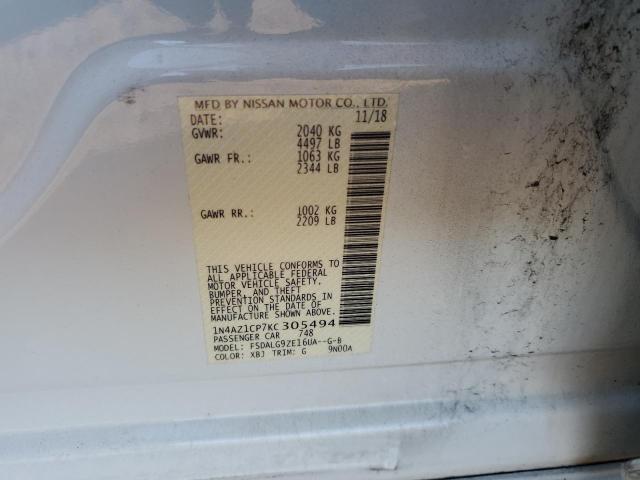 MFD BY NISSAN MOTOR CO., LTD.
DATE: 11/18
GVWR: 2040 KG
4497 LB
GAWR FR.: 1063 KG
2344 LB
GAWR RR.: 1002 KG
2209 LB
THIS VEHICLE CONFORMS TO
ALL APPLICABLE FEDERAL
MOTOR VEHICLE SAFETY,
BUMPER, AND THEFT
PREVENTION STANDARDS IN
EFFECT ON THE DATE OF
MANUFACTURE SHOWN ABOVE.
1N4AZ1CP7KC305494
PASSENGER CAR 748
MODEL: FSDALG9ZE16UA--G-B
COLOR: XBJ TRIM: G 9N00A